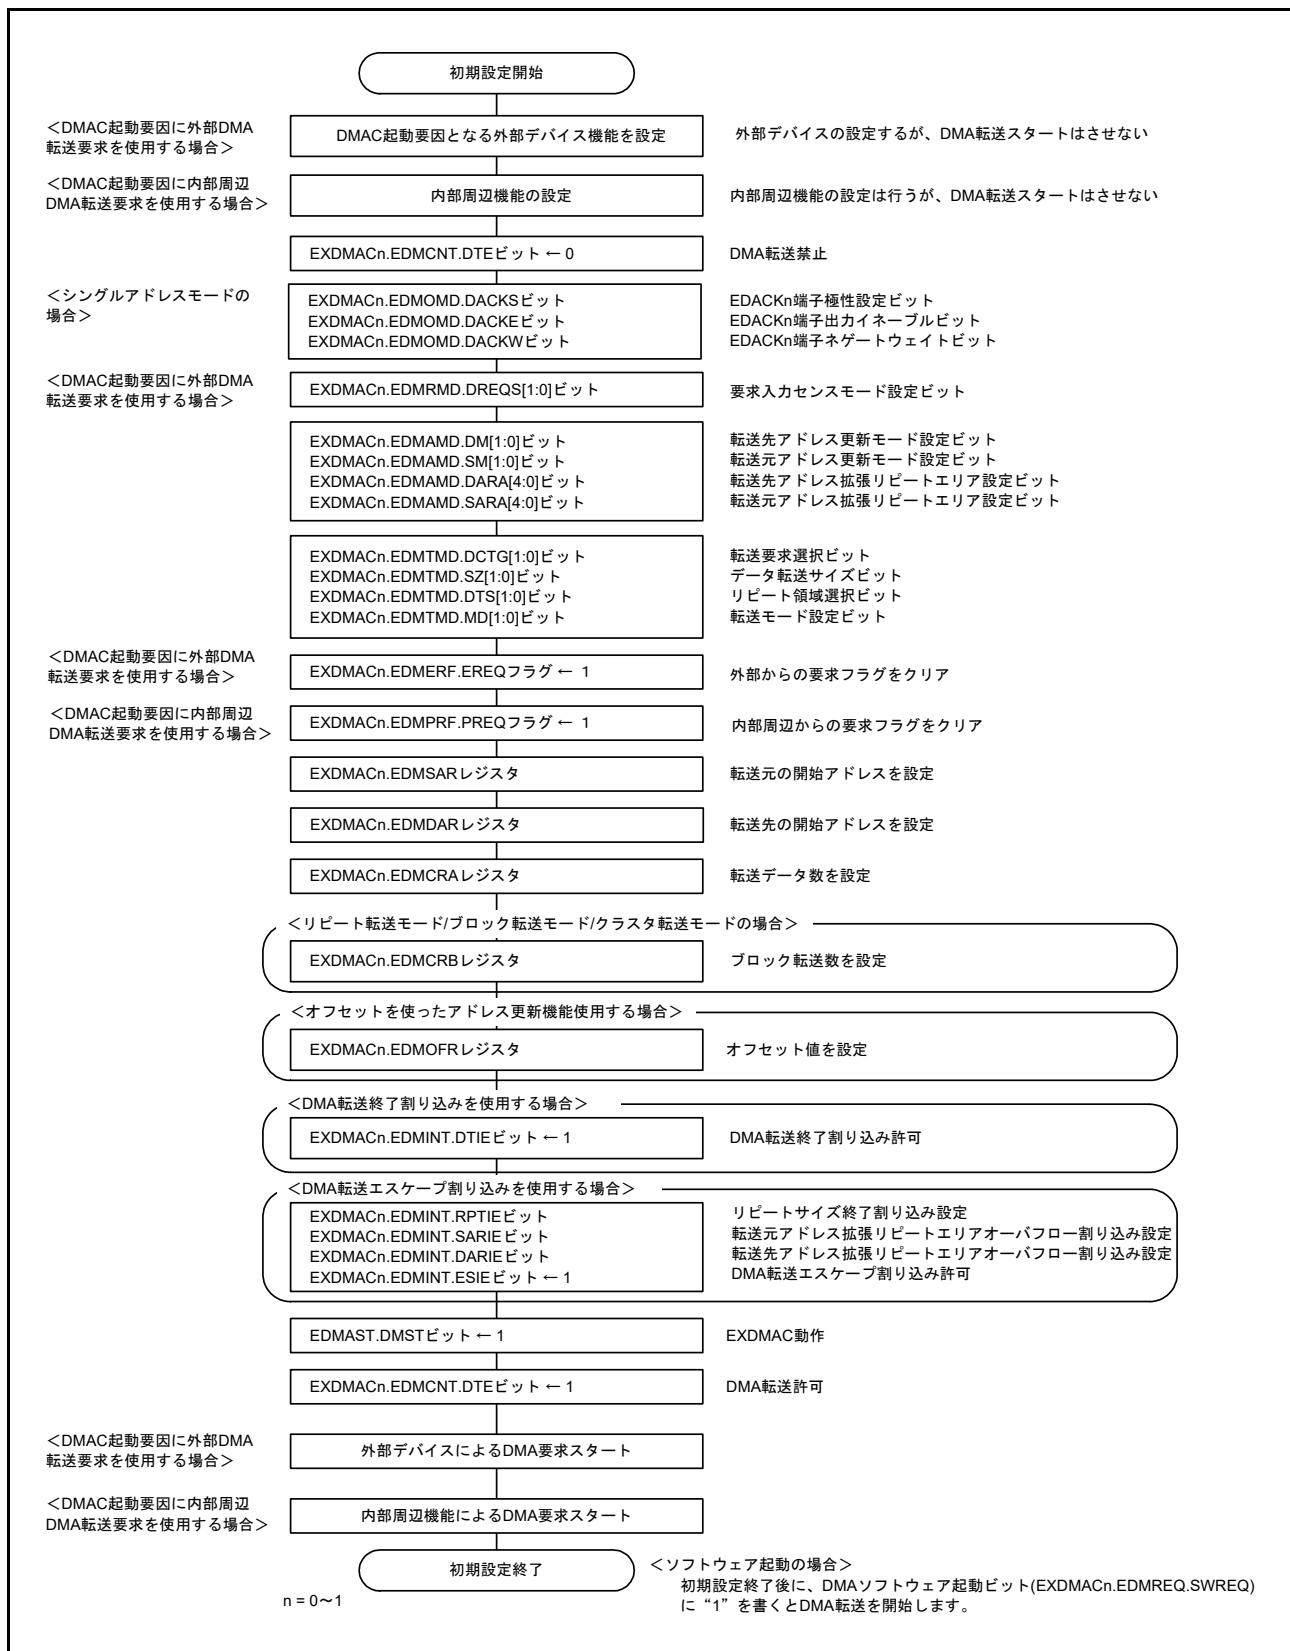 初期設定開始
＜DMAC起動要因に外部DMA
転送要求を使用する場合＞
DMAC起動要因となる外部デバイス機能を設定
外部デバイスの設定するが、DMA転送スタートはさせない
＜DMAC起動要因に内部周辺
DMA転送要求を使用する場合＞
内部周辺機能の設定
内部周辺機能の設定は行うが、DMA転送スタートはさせない
EXDMACn.EDMCNT.DTEビット ← 0
DMA転送禁止
＜シングルアドレスモードの
場合＞
EXDMACn.EDMOMD.DACKSビット
EDACKn端子極性設定ビット
EXDMACn.EDMOMD.DACKEビット
EDACKn端子出力イネーブルビット
EXDMACn.EDMOMD.DACKWビット
EDACKn端子ネゲートウェイトビット
＜DMAC起動要因に外部DMA
転送要求を使用する場合＞
EXDMACn.EDMRMD.DREQS[1:0]ビット
要求入力センスモード設定ビット
EXDMACn.EDMAMD.DM[1:0]ビット
転送先アドレス更新モード設定ビット
EXDMACn.EDMAMD.SM[1:0]ビット
転送元アドレス更新モード設定ビット
EXDMACn.EDMAMD.DARA[4:0]ビット
転送先アドレス拡張リピートエリア設定ビット
EXDMACn.EDMAMD.SARA[4:0]ビット
転送元アドレス拡張リピートエリア設定ビット
EXDMACn.EDMTMD.DCTG[1:0]ビット
転送要求選択ビット
EXDMACn.EDMTMD.SZ[1:0]ビット
データ転送サイズビット
EXDMACn.EDMTMD.DTS[1:0]ビット
リピート領域選択ビット
EXDMACn.EDMTMD.MD[1:0]ビット
転送モード設定ビット
＜DMAC起動要因に外部DMA
転送要求を使用する場合＞
EXDMACn.EDMERF.EREQフラグ ← 1
外部からの要求フラグをクリア
＜DMAC起動要因に内部周辺
DMA転送要求を使用する場合＞
EXDMACn.EDMPRF.PREQフラグ ← 1
内部周辺からの要求フラグをクリア
EXDMACn.EDMSARレジスタ
転送元の開始アドレスを設定
EXDMACn.EDMDARレジスタ
転送先の開始アドレスを設定
EXDMACn.EDMCRAレジスタ
転送データ数を設定
＜リピート転送モード/ブロック転送モード/クラスタ転送モードの場合＞
EXDMACn.EDMCRBレジスタ
ブロック転送数を設定
＜オフセットを使ったアドレス更新機能使用する場合＞
EXDMACn.EDMOFRレジスタ
オフセット値を設定
＜DMA転送終了割り込みを使用する場合＞
EXDMACn.EDMINT.DTIEビット ← 1
DMA転送終了割り込み許可
＜DMA転送エスケープ割り込みを使用する場合＞
EXDMACn.EDMINT.RPTIEビット
リピートサイズ終了割り込み設定
EXDMACn.EDMINT.SARIEビット
転送元アドレス拡張リピートエリアオーバフロー割り込み設定
EXDMACn.EDMINT.DARIEビット
転送先アドレス拡張リピートエリアオーバフロー割り込み設定
EXDMACn.EDMINT.ESIEビット ← 1
DMA転送エスケープ割り込み許可
EDMAST.DMSTビット ← 1
EXDMAC動作
EXDMACn.EDMCNT.DTEビット ← 1
DMA転送許可
＜DMAC起動要因に外部DMA
転送要求を使用する場合＞
外部デバイスによるDMA要求スタート
＜DMAC起動要因に内部周辺
DMA転送要求を使用する場合＞
内部周辺機能によるDMA要求スタート
初期設定終了
＜ソフトウェア起動の場合＞
初期設定終了後に、DMAソフトウェア起動ビット(EXDMACn.EDMREQ.SWREQ)
に“1”を書くとDMA転送を開始します。
n = 0～1